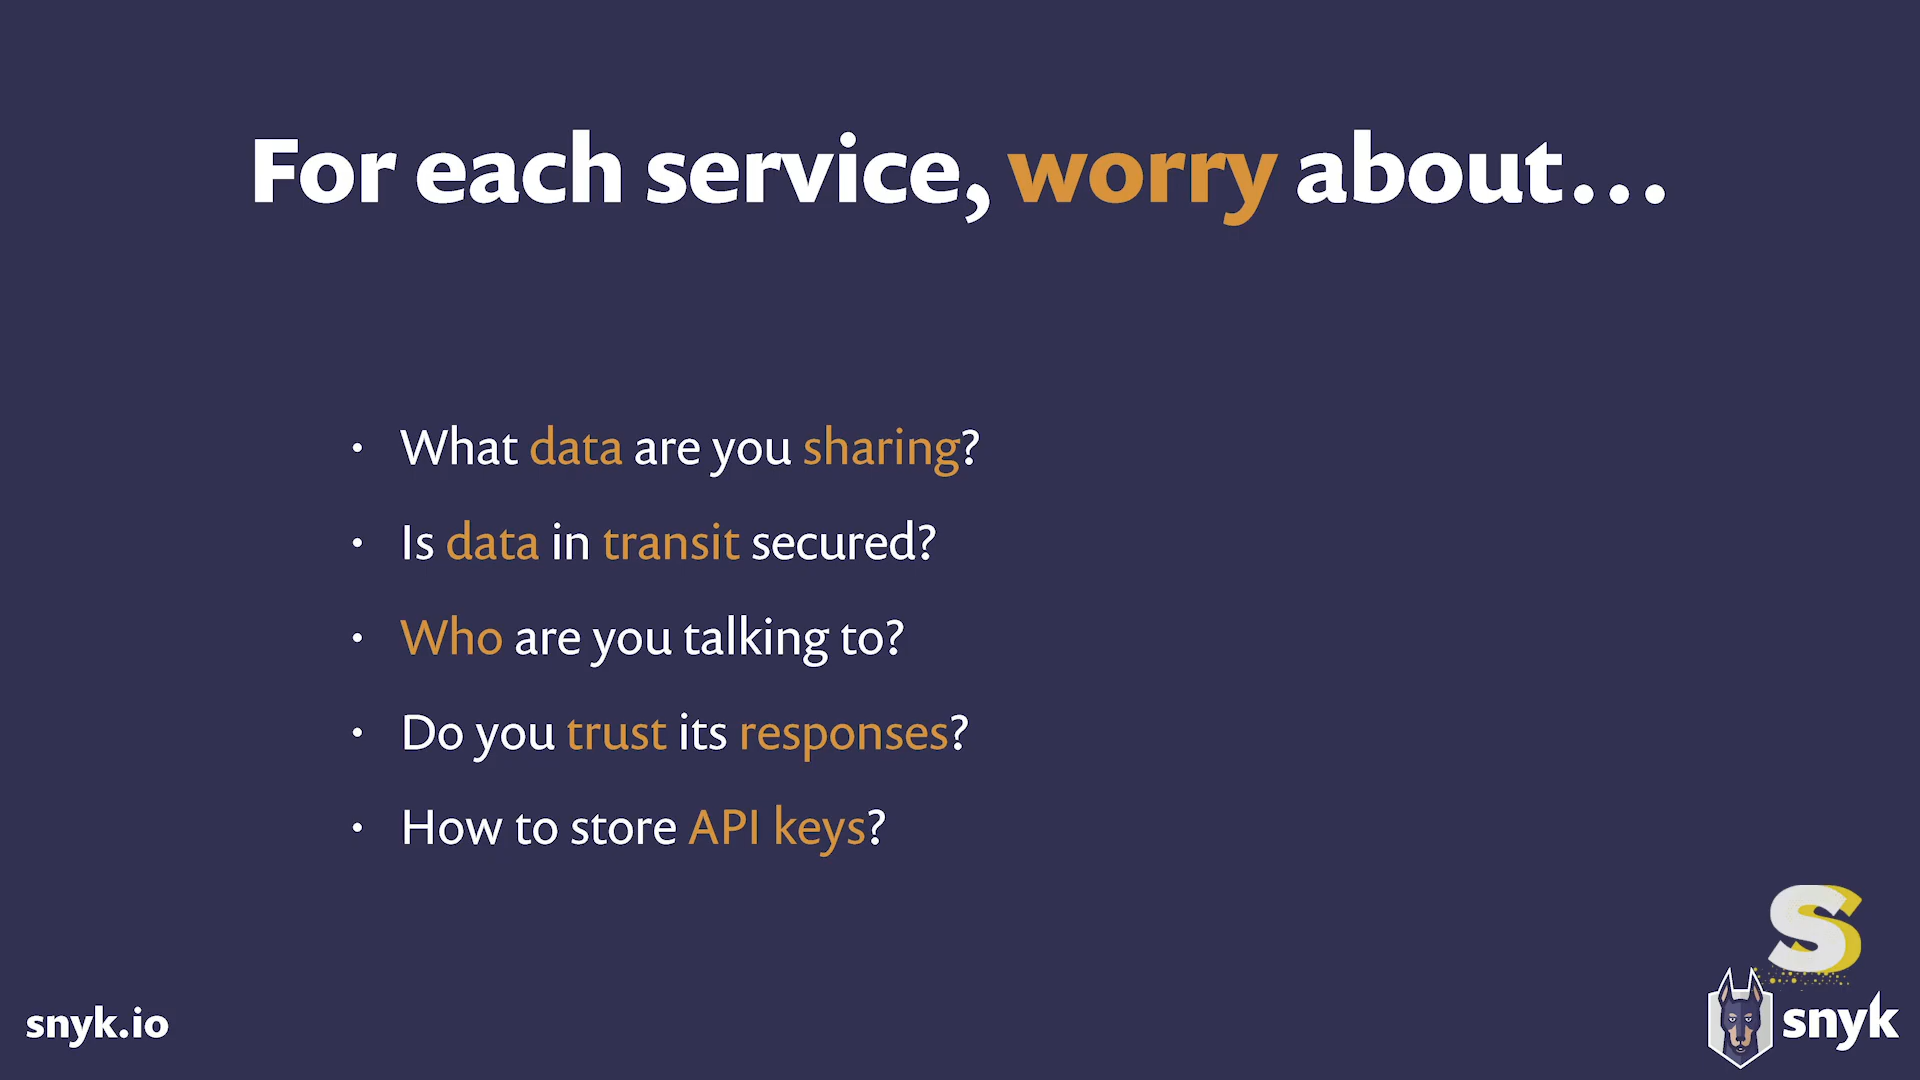 For each service, worry about...
• What data are you sharing?
• Is data in transit secured?
• Who are you talking to?
• Do you trust its responses?
• How to store API keys?
S
snyk.io
snyk